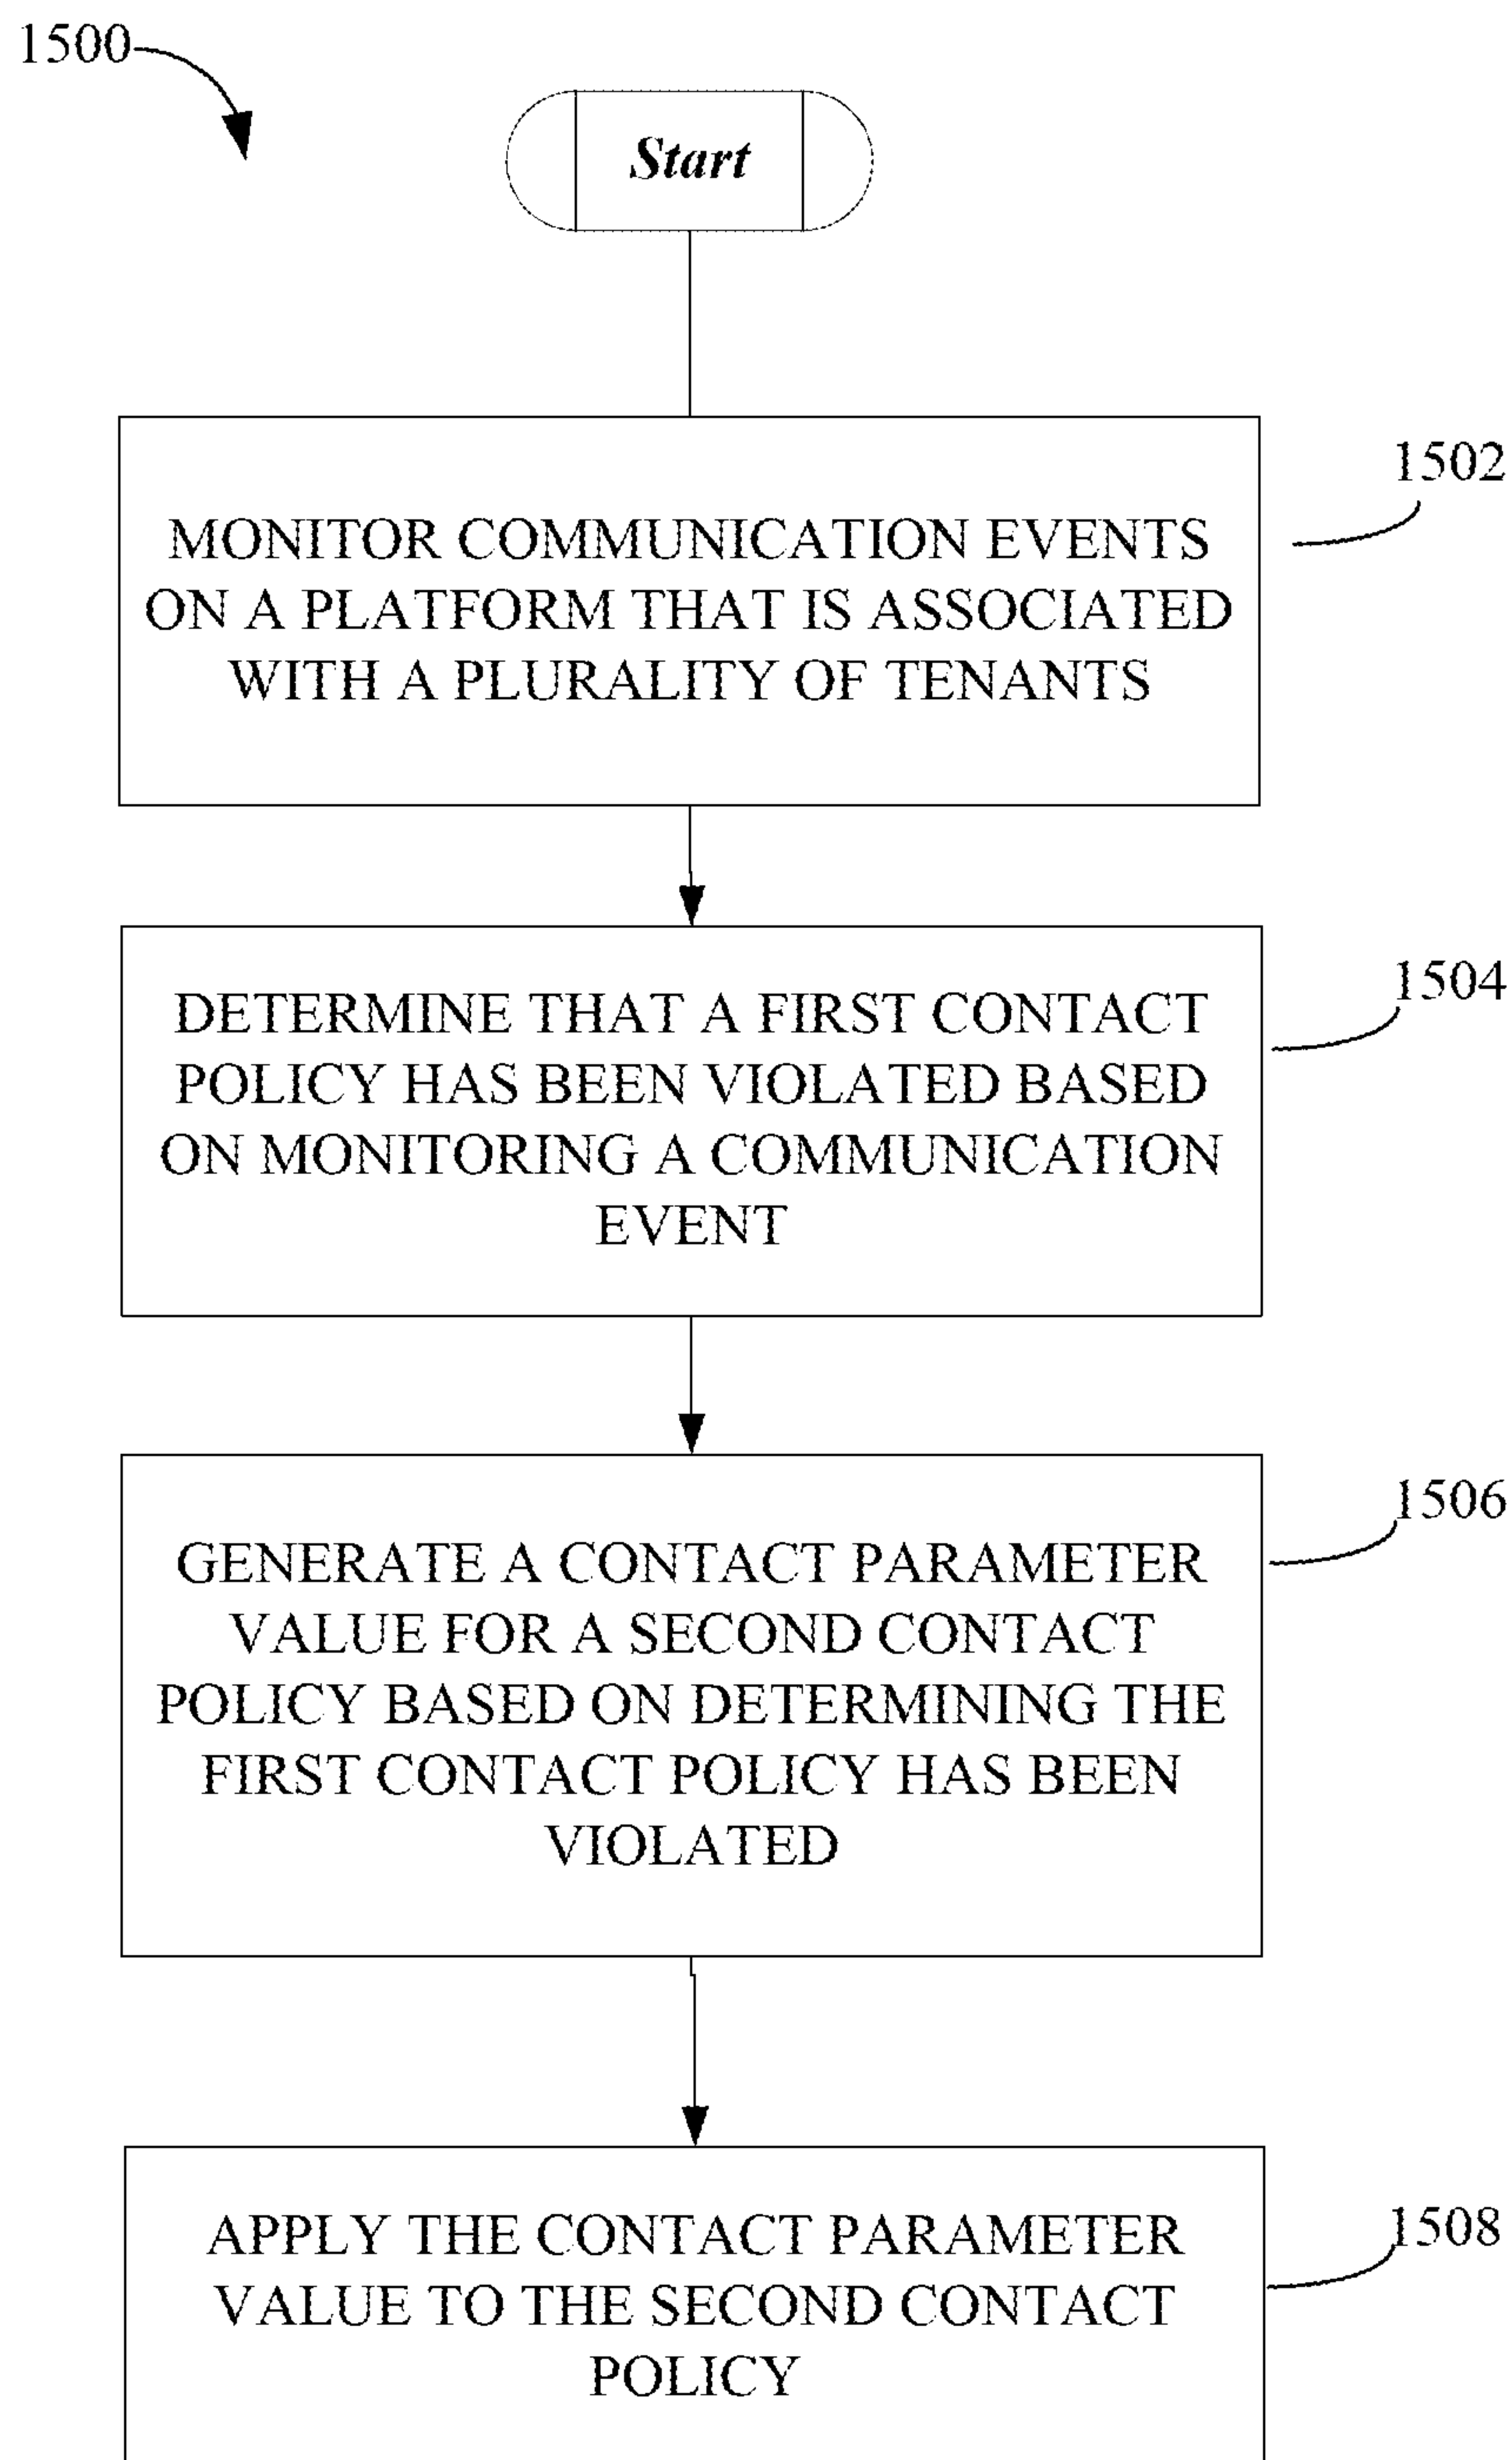 1500
Start
1502
MONITOR COMMUNICATION EVENTS
ON A PLATFORM THAT IS ASSOCIATED
WITH A PLURALITY OF TENANTS
1504
DETERMINE THAT A FIRST CONTACT
POLICY HAS BEEN VIOLATED BASED
ON MONITORING A COMMUNICATION
EVENT
1506
GENERATE A CONTACT PARAMETER
VALUE FOR A SECOND CONTACT
POLICY BASED ON DETERMINING THE
FIRST CONTACT POLICY HAS BEEN
VIOLATED
1508
APPLY THE CONTACT PARAMETER
VALUE TO THE SECOND CONTACT
POLICY